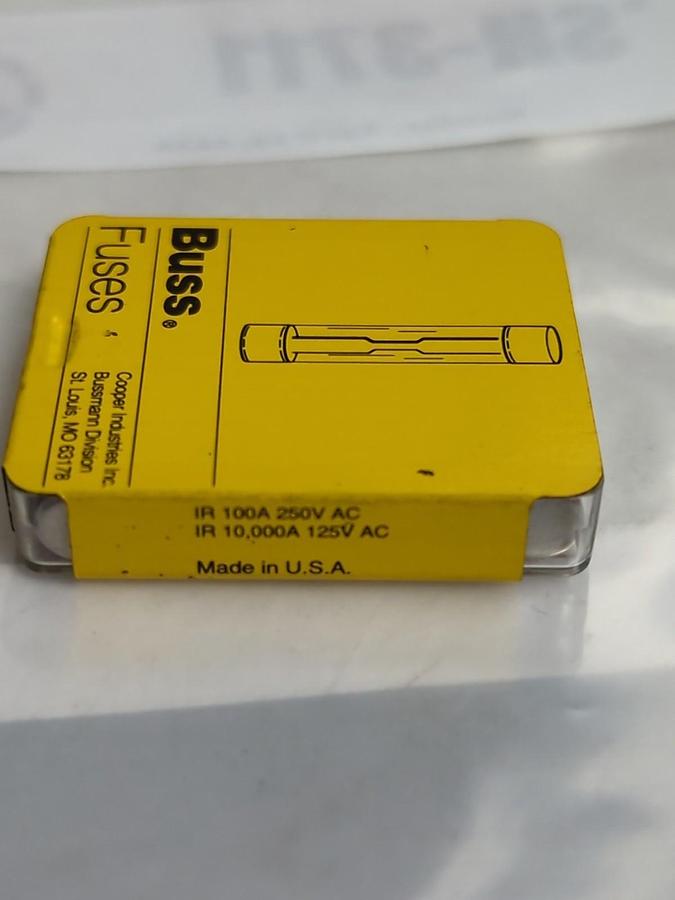 Buss®
Fuses
Cooper Industries Inc.
Bussmann Division
St. Louis, MO 63178
IR 100A 250V AC
IR 10,000A 125V AC
Made in U.S.A.